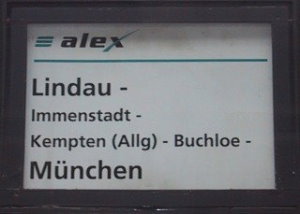 alex
Lindau -
Immenstadt -
Kempten (Allg) - Buchloe -
München